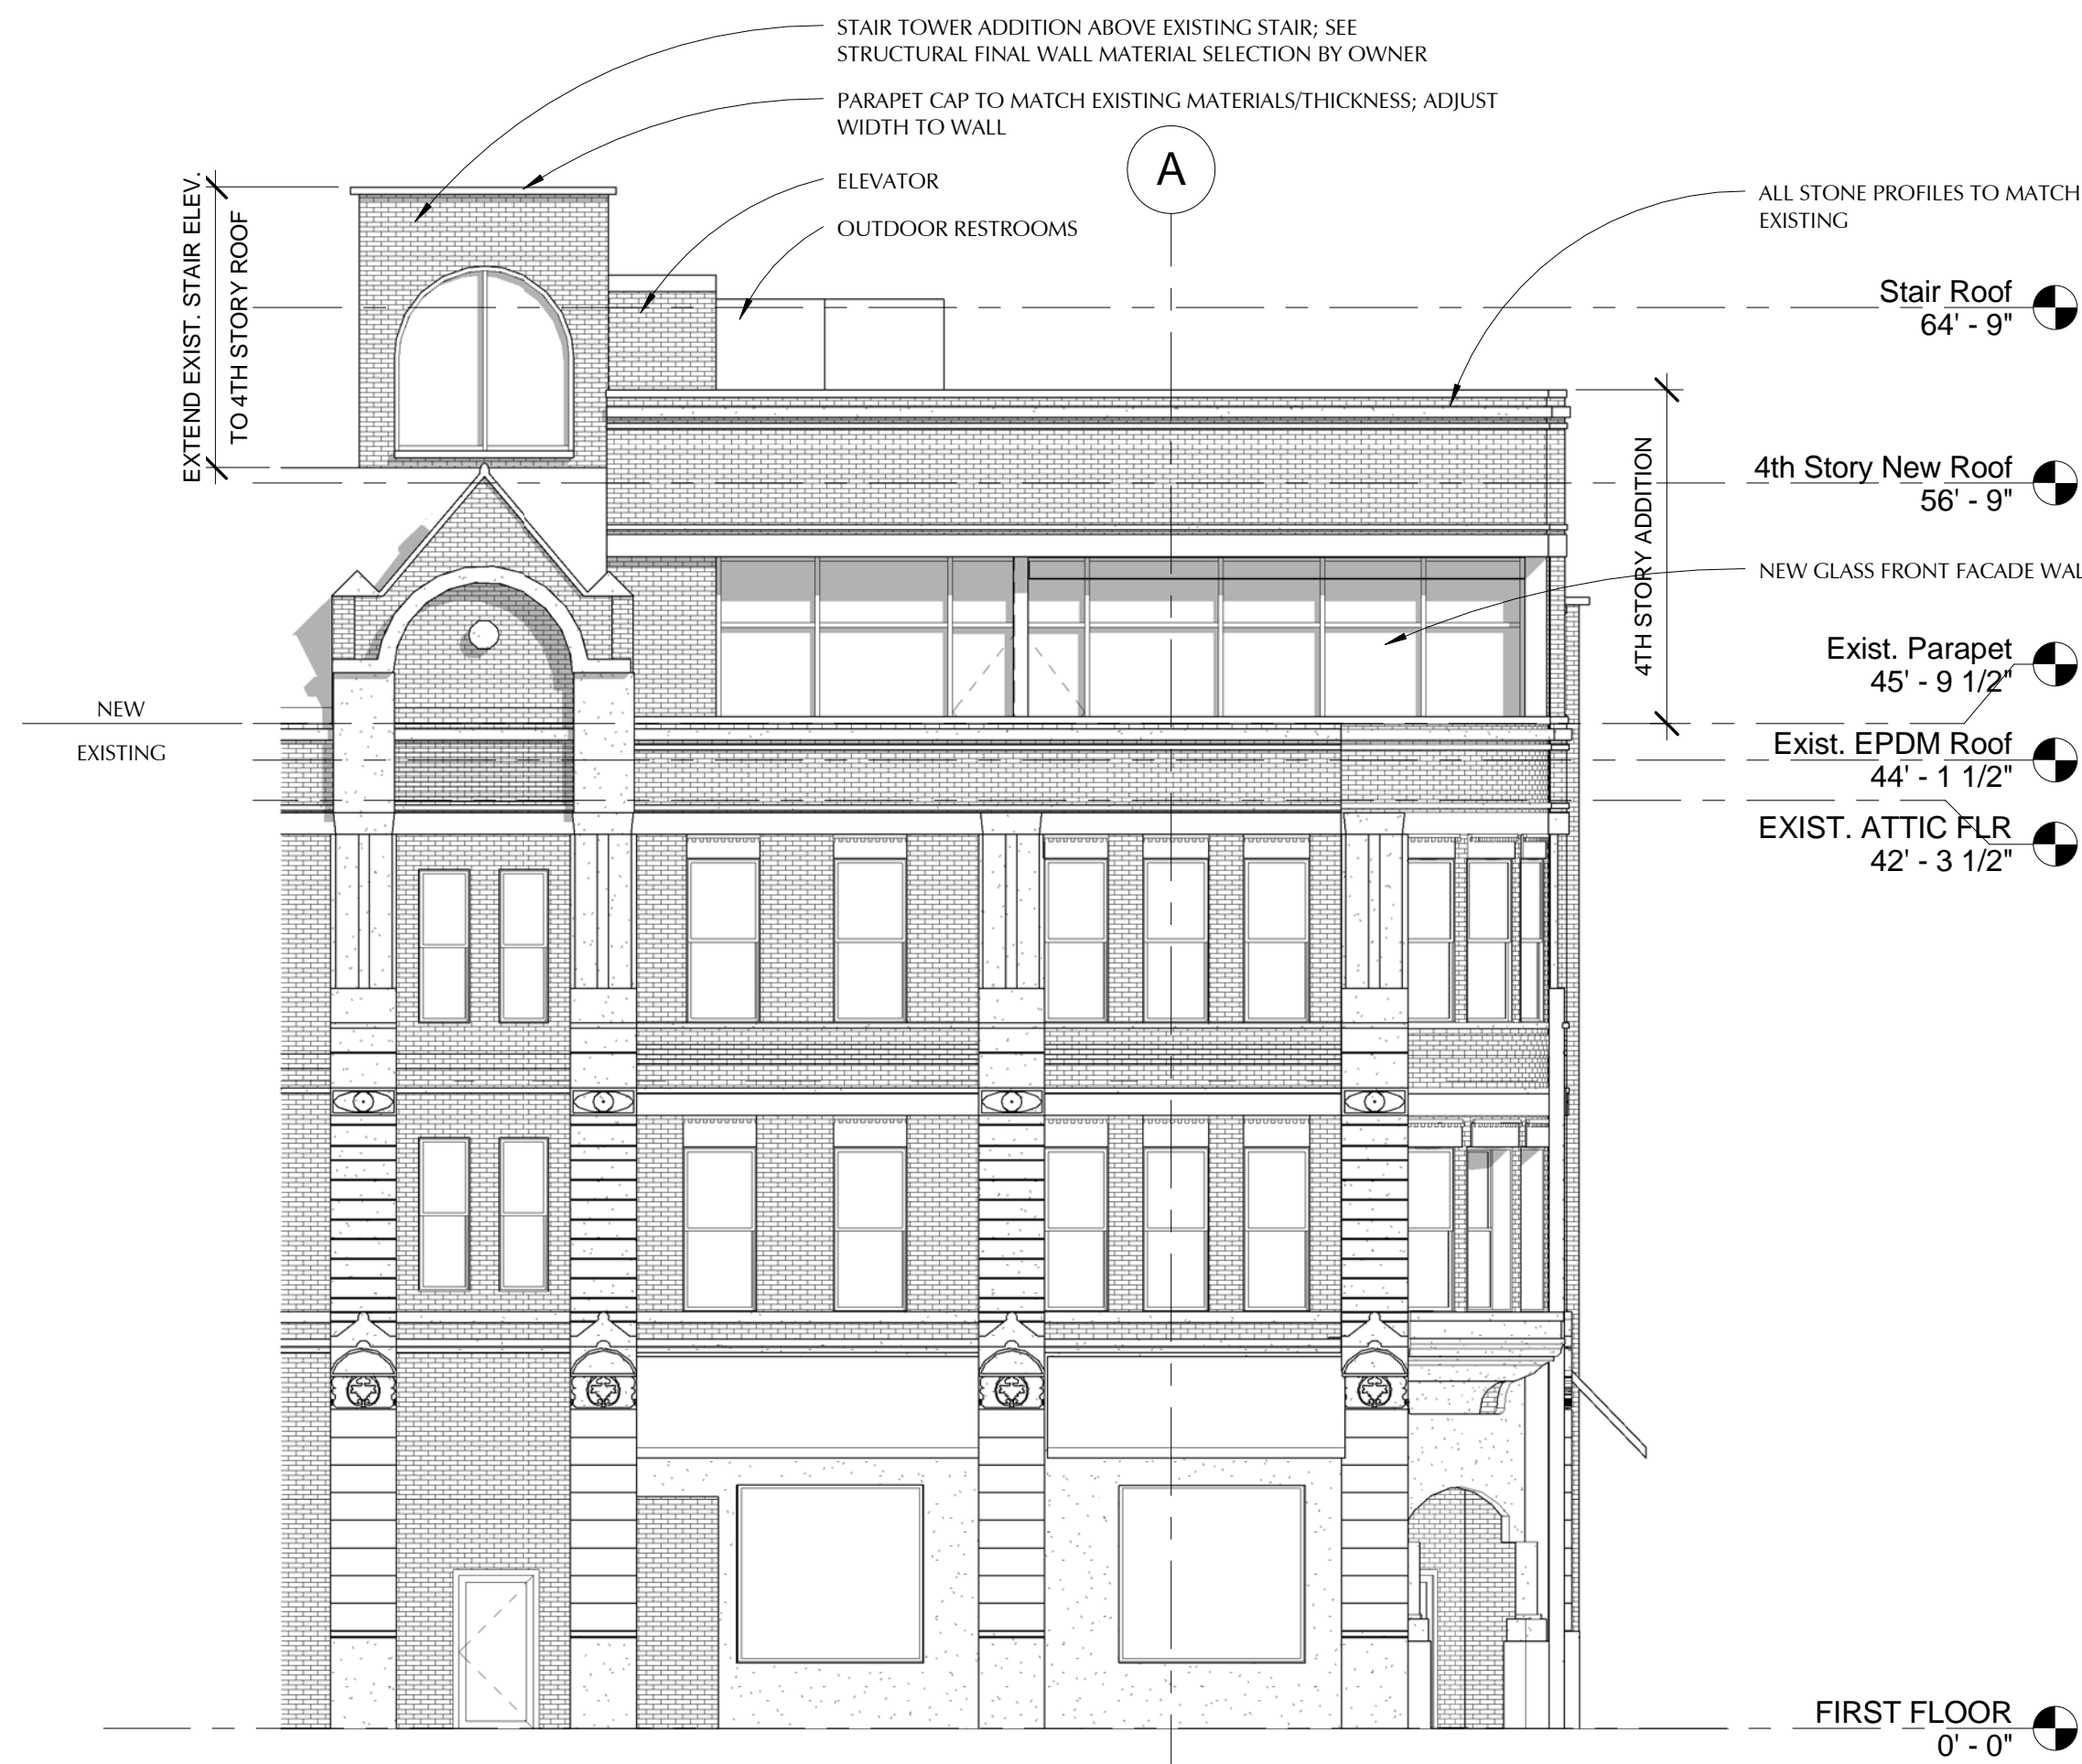 STAIR TOWER ADDITION ABOVE EXISTING STAIR; SEE
STRUCTURAL FINAL WALL MATERIAL SELECTION BY OWNER
PARAPET CAP TO MATCH EXISTING MATERIALS/THICKNESS; ADJUST
WIDTH TO WALL
A
ELEVATOR
OUTDOOR RESTROOMS
ALL STONE PROFILES TO MATCH
EXISTING
EXTEND EXIST. STAIR ELEV.
TO 4TH STORY ROOF
Stair Roof
64' - 9"
4th Story New Roof
56' - 9"
4TH STORY ADDITION
NEW GLASS FRONT FACADE WAL
Exist. Parapet
45' - 9 1/2"
NEW
EXISTING
Exist. EPDM Roof
44' - 1 1/2"
EXIST. ATTIC FLR
42' - 3 1/2"
FIRST FLOOR
0' - 0"